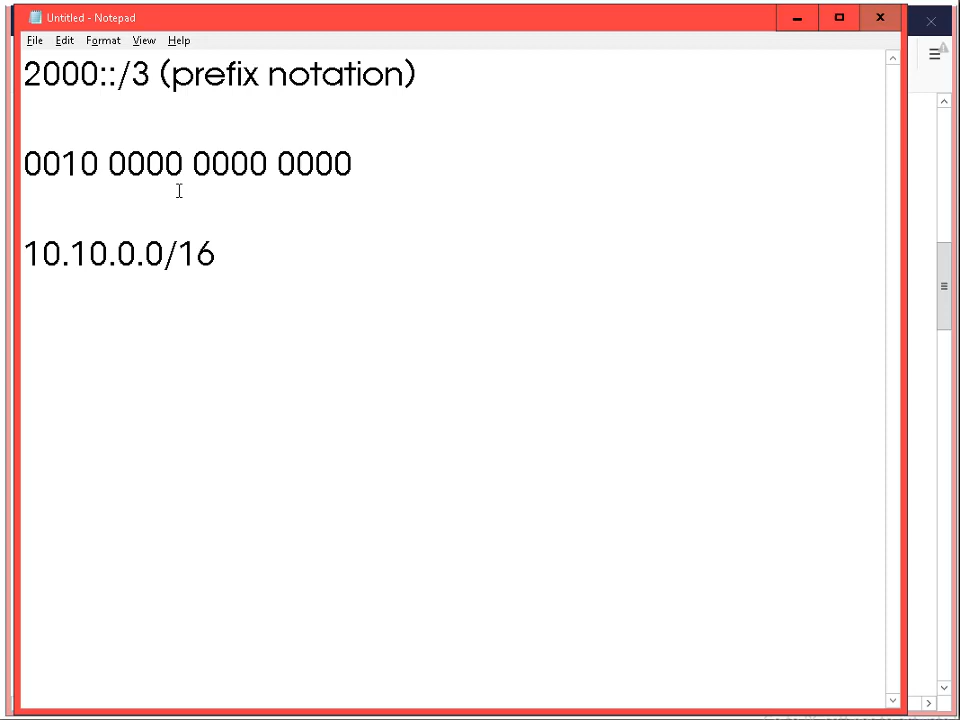 Untitled - Notepad
File Edit Format View Help
2000::/3 (prefix notation)
0010 0000 0000 0000
10.10.0.0/16